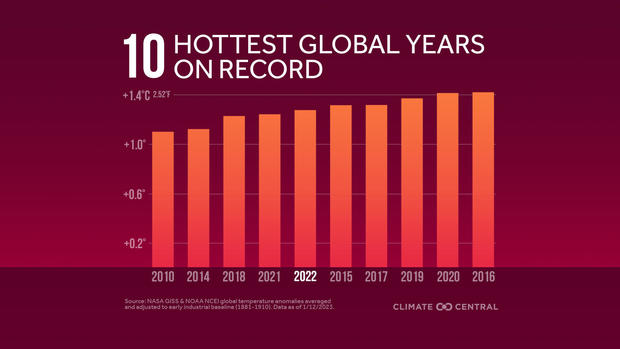 10 HOTTEST GLOBAL YEARS
ON RECORD
+1.4°C 2.52°F
+1.0°
+0.6°
+0.2°
2010 2014 2018 2021 2022 2015 2017 2019 2020 2016
Source: NASA GISS & NOAA NCEI global temperature anomalies averaged
and adjusted to early industrial baseline (1881-1910). Data as of 1/12/2023.
CLIMATE CENTRAL